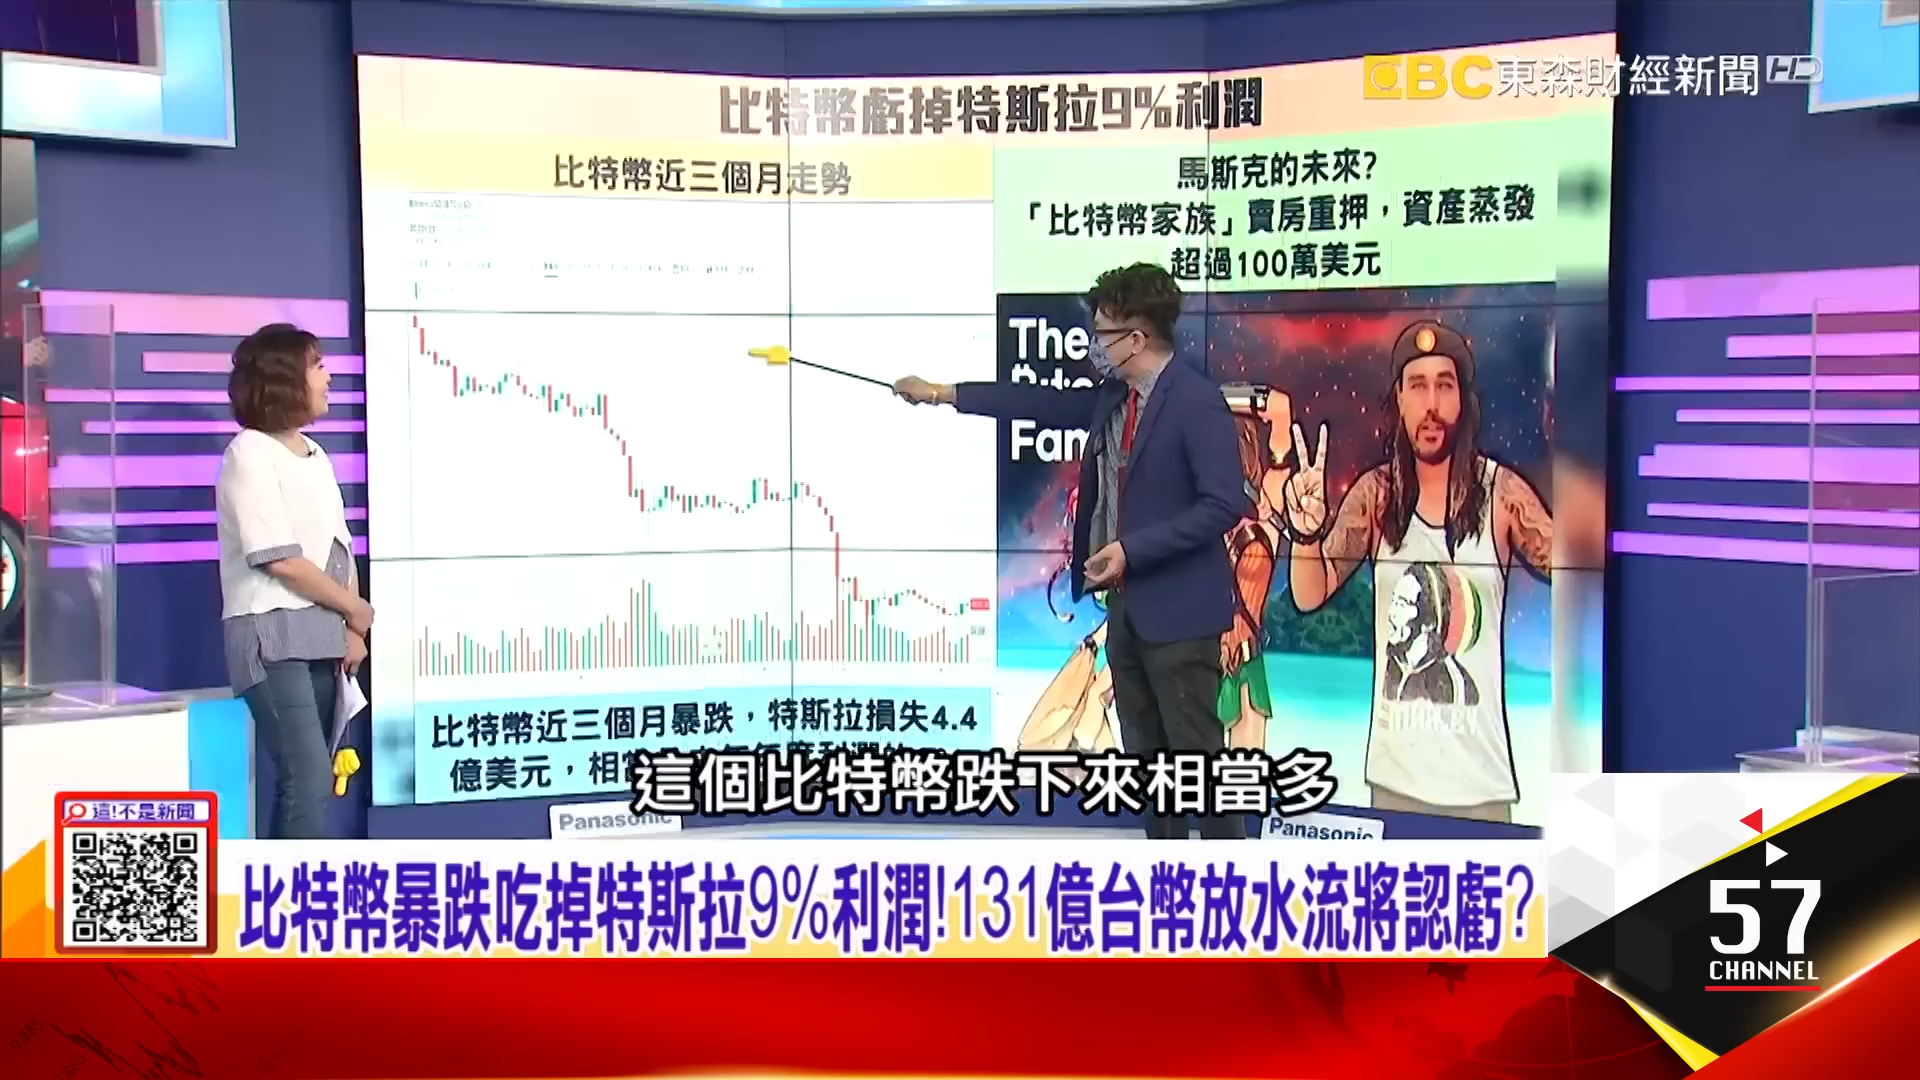 EBC 東森財經新聞 HD
比特幣虧掉特斯拉9%利潤
比特幣近三個月走勢
馬斯克的未來?
「比特幣家族」賣房重押，資產蒸發
超過100萬美元
The
Fam
比特幣近三個月暴跌，特斯拉損失4.4
億美元，相
這個比特幣跌下來相當多
Panasonic
Panasonic
這!不是新聞
比特幣暴跌吃掉特斯拉9%利潤!131億台幣放水流將認虧?
57
CHANNEL